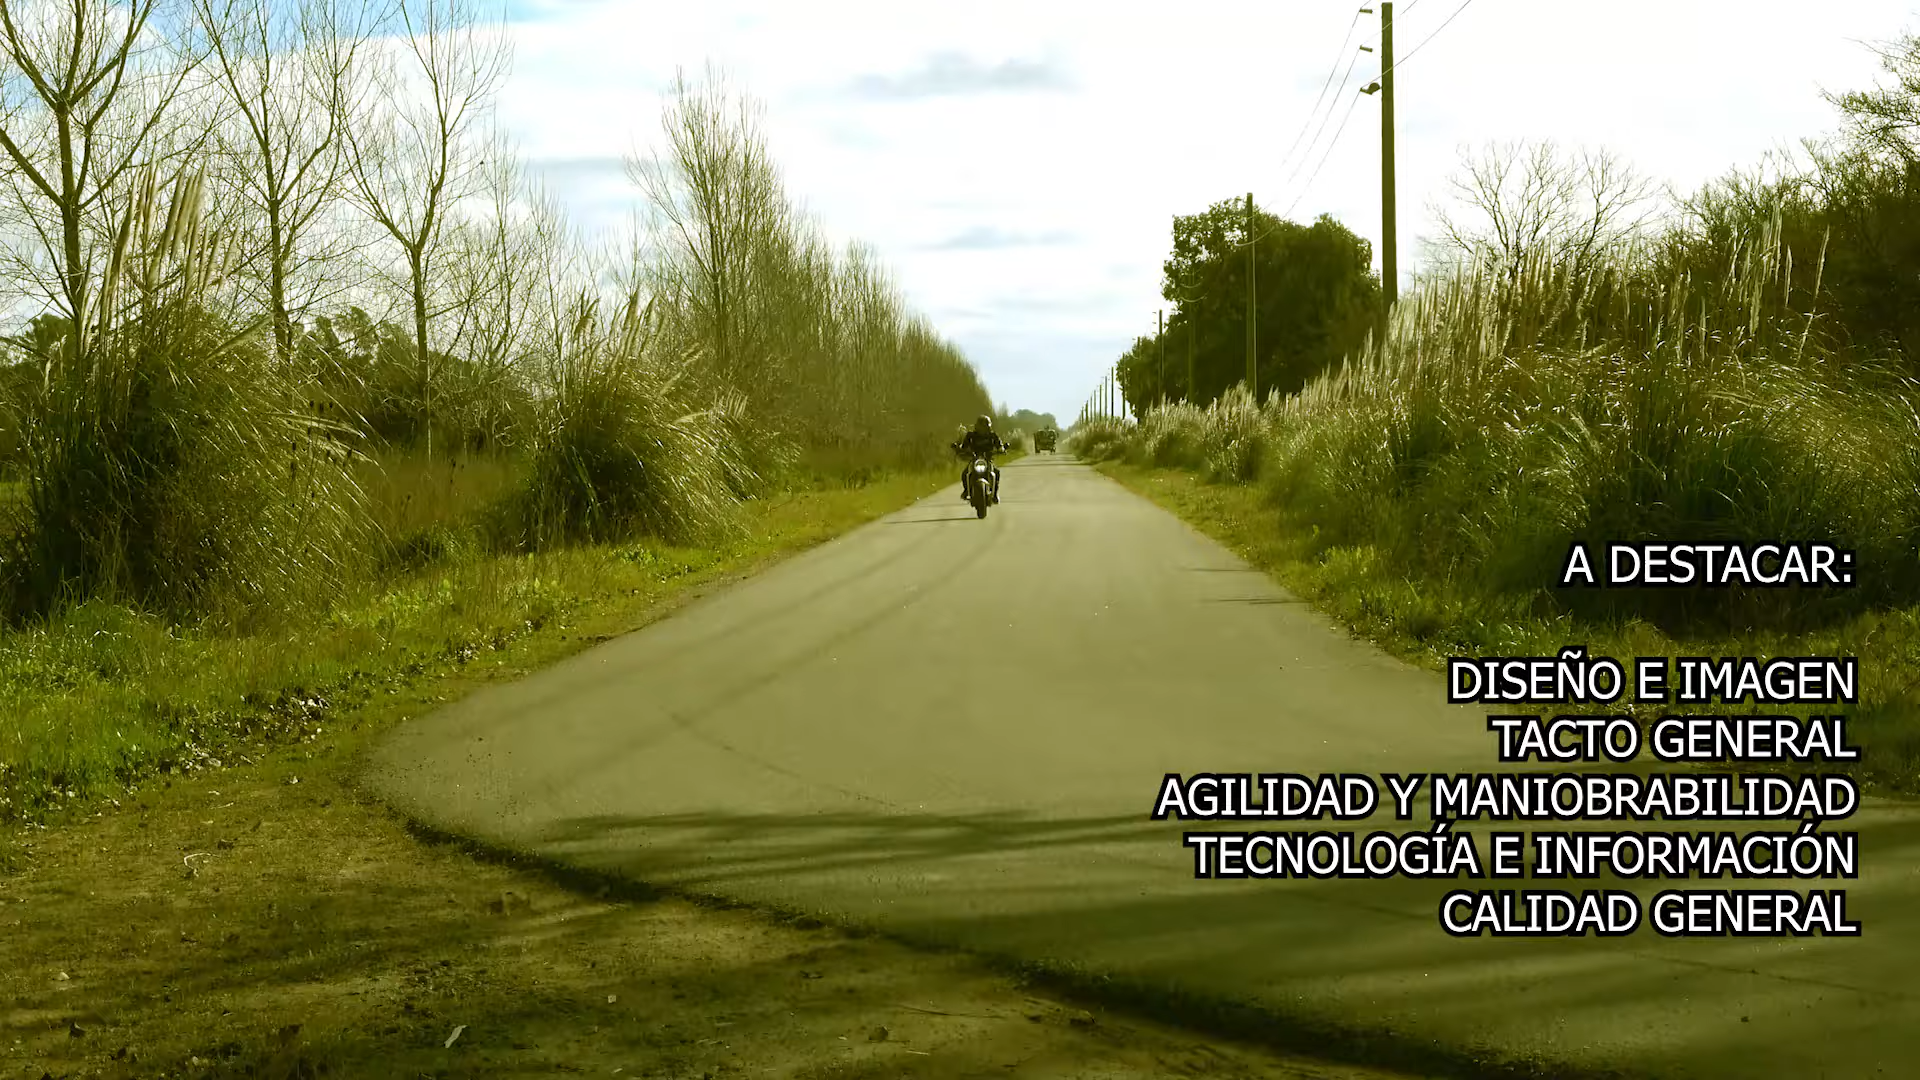 A DESTACAR:
DISEÑO E IMAGEN
TACTO GENERAL
AGILIDAD Y MANIOBRABILIDAD
TECNOLOGÍA E INFORMACIÓN
CALIDAD GENERAL